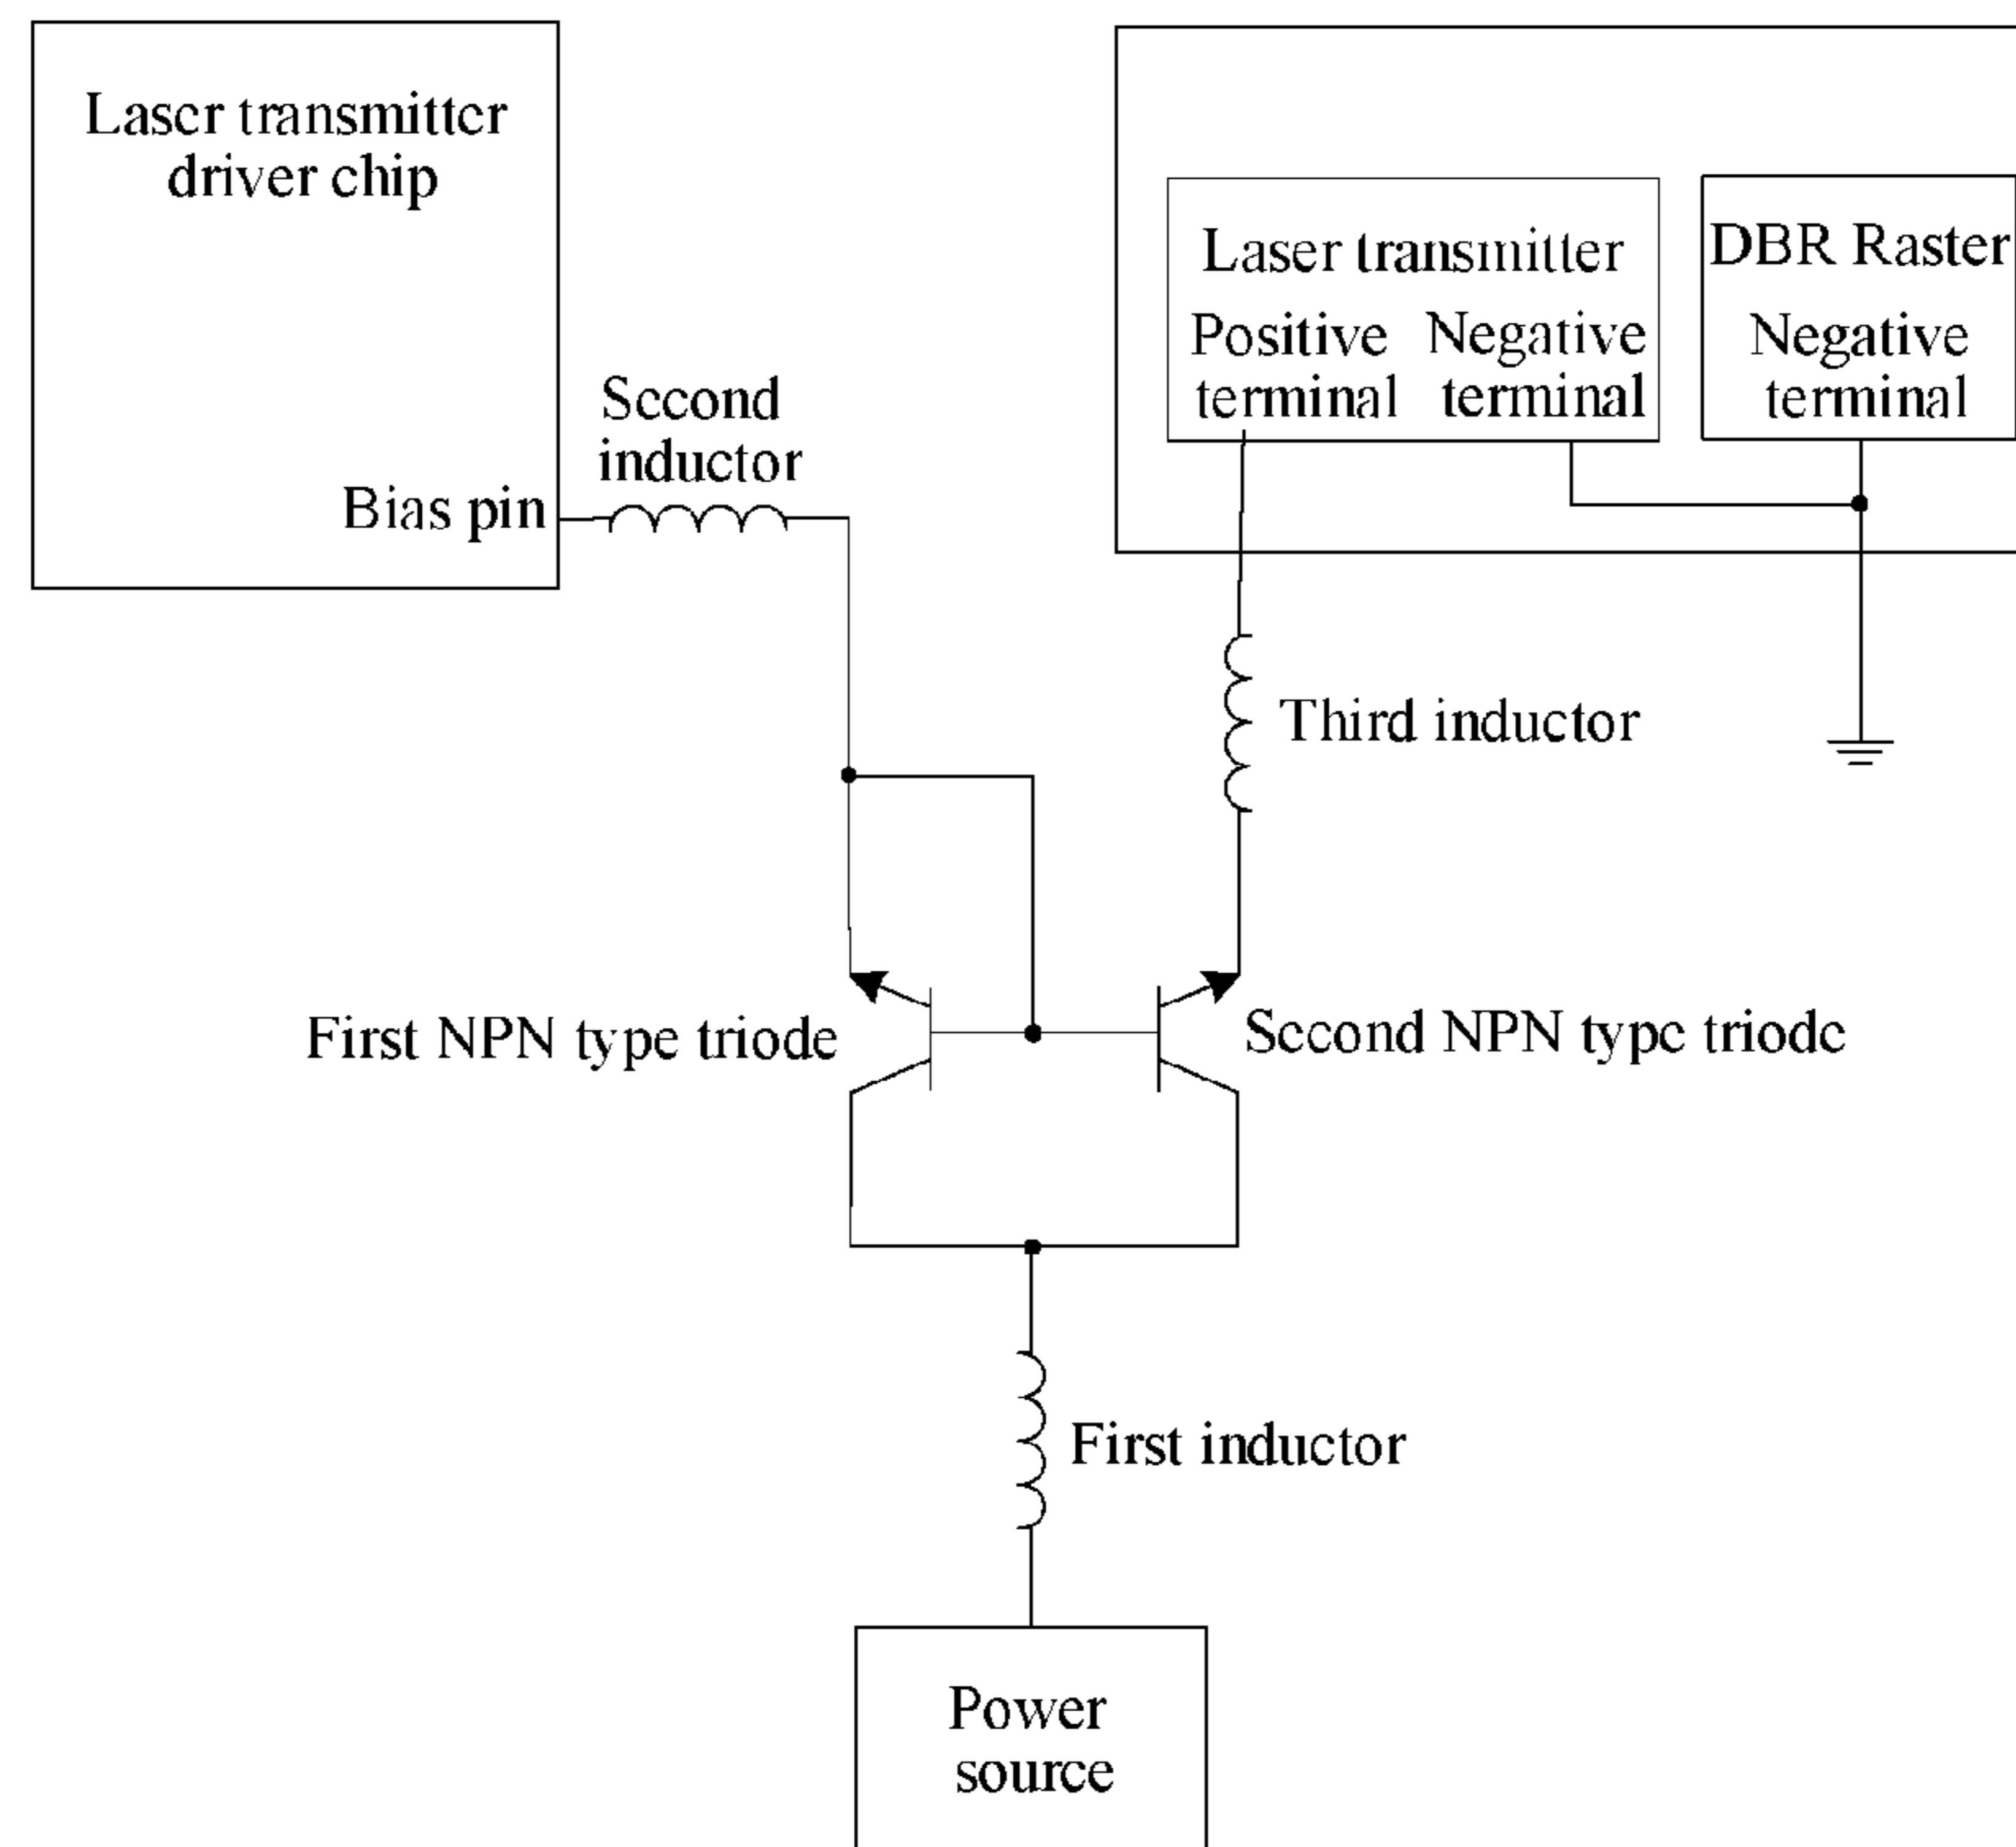 Laser transmitter
driver chip
Bias pin
Second
inductor
Laser transmitter
Positive Negative
terminal terminal
DBR Raster
Negative
terminal
Third inductor
First NPN type triode
Second NPN type triode
First inductor
Power
source